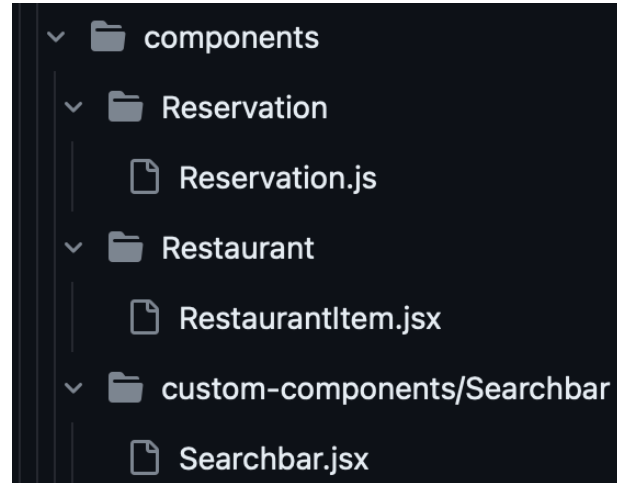 components
Reservation
Reservation.js
Restaurant
RestaurantItem.jsx
custom-components/Searchbar
Searchbar.jsx